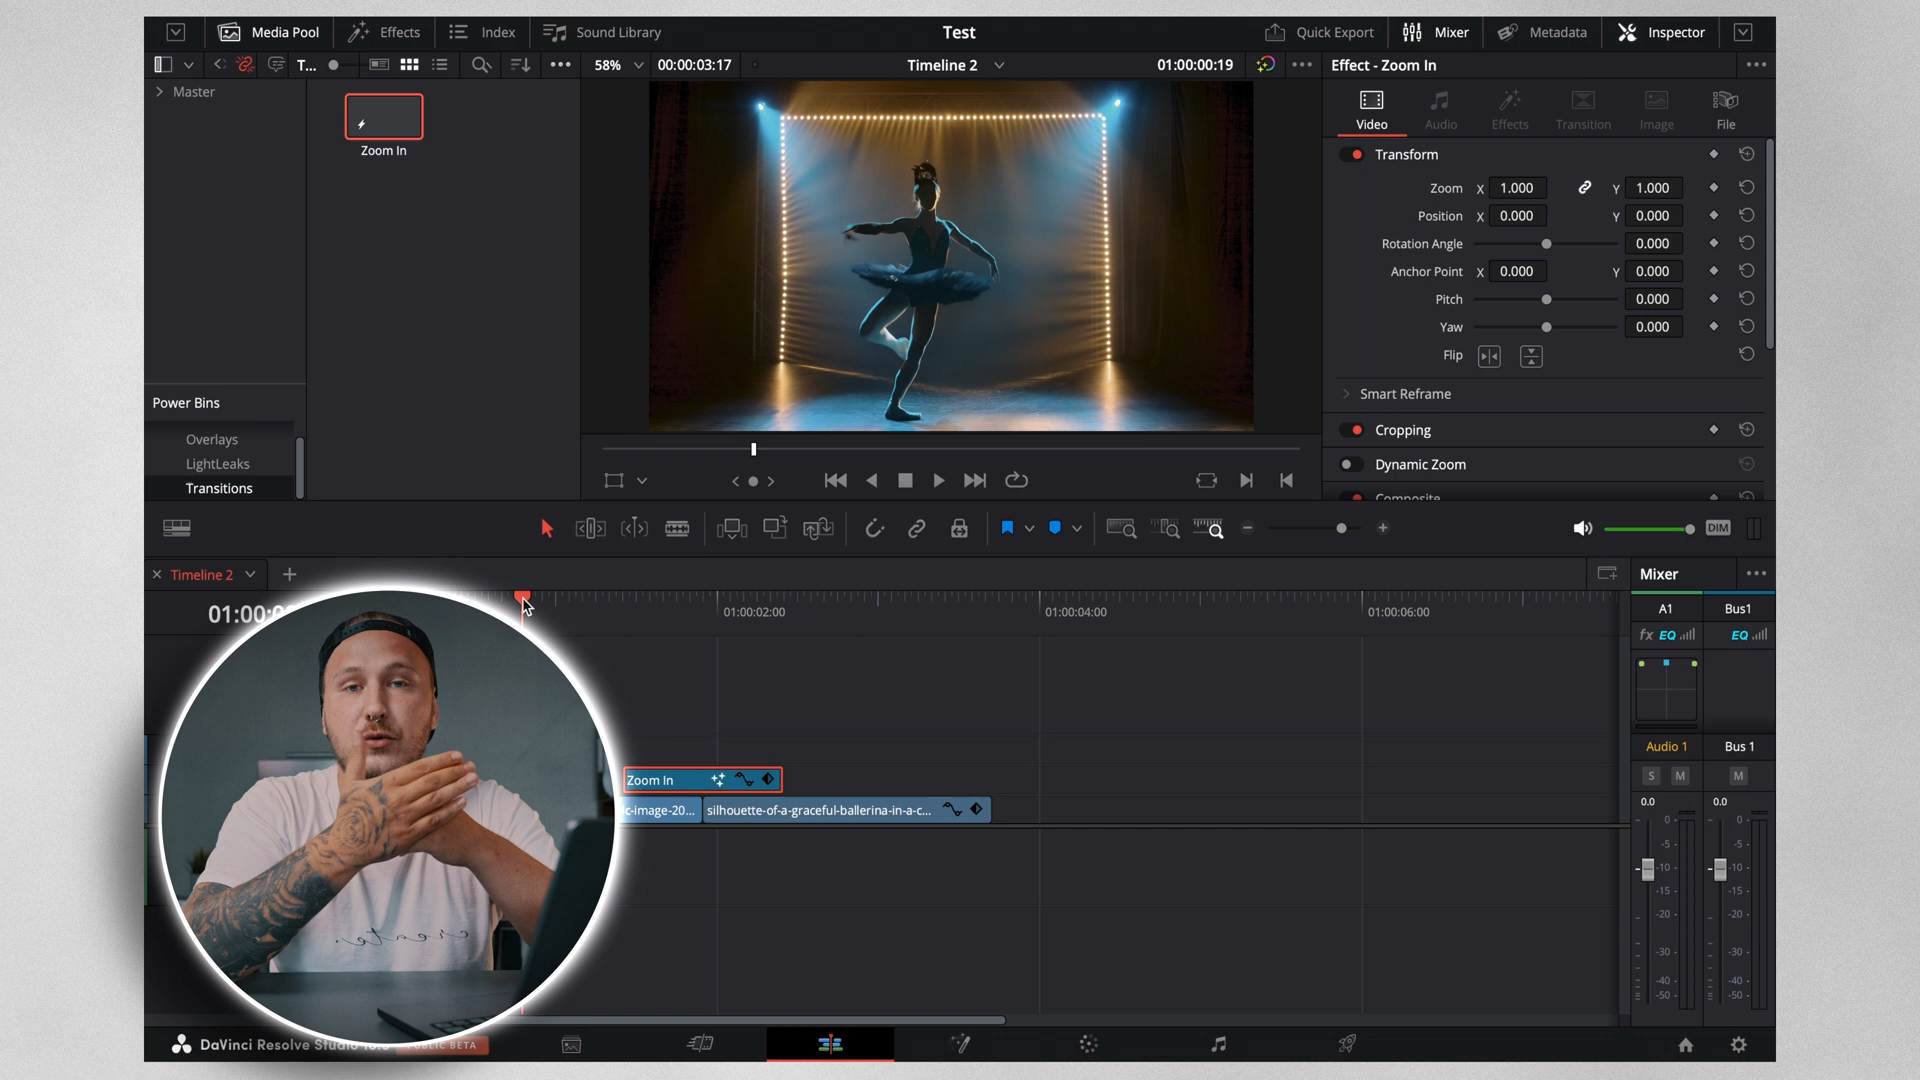 Media Pool
Effects
Index
Sound Library
Test
Quick Export
Mixer
Metadata
Inspector
T...
58%
00:00:03:17
Timeline 2
01:00:00:19
Effect - Zoom In
Master
Zoom In
Video
Audio
Effects
Transition
Image
File
Transform
Zoom X 1.000 Y 1.000
Position X 0.000 Y 0.000
Rotation Angle 0.000
Anchor Point X 0.000 Y 0.000
Pitch 0.000
Yaw 0.000
Flip
Smart Reframe
Cropping
Dynamic Zoom
Composite
Power Bins
Overlays
LightLeaks
Transitions
DIM
Timeline 2
Mixer
01:00:
01:00:02:00
01:00:04:00
01:00:06:00
A1
Bus1
fx EQ
EQ
Zoom In
c-image-20...
silhouette-of-a-graceful-ballerina-in-a-c...
Audio 1
Bus 1
S M
M
0.0
0.0
0
-5
-10
-15
-20
-30
-40
-50
0
-5
-10
-15
-20
-30
-40
-50
create
DaVinci Resolve Studio
PUBLIC BETA